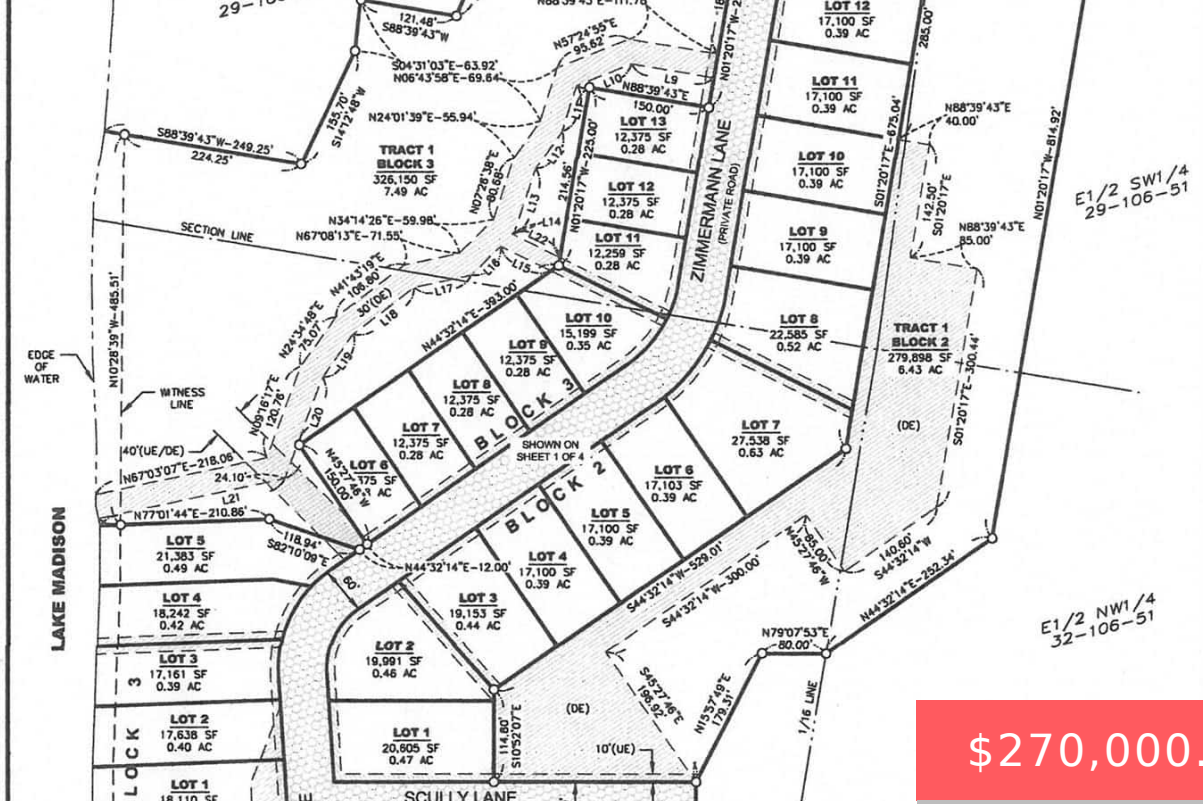 121.48'
S88°39'43"W
N57°24'55"E
95.62'
S04°31'03"E-63.92'
N06°43'58"E-69.64'
L10
L9
N88°39'43"E
150.00'
285.00'
LOT 12
17,100 SF
0.39 AC
LOT 11
17,100 SF
0.39 AC
155.70'
S14°12'48"W
S88°39'43"W-249.25'
224.25'
N24°01'39"E-55.94'
TRACT 1
BLOCK 3
326,150 SF
7.49 AC
L12
L13
N07°26'38"E
80.68'
214.56'
N01°20'17"W-225.00'
LOT 13
12,375 SF
0.28 AC
LOT 12
12,375 SF
0.28 AC
LOT 11
12,259 SF
0.28 AC
ZIMMERMANN LANE
(PRIVATE ROAD)
LOT 10
17,100 SF
0.39 AC
LOT 9
17,100 SF
0.39 AC
S01°20'17"E-675.04'
N88°39'43"E
40.00'
142.50'
S01°20'17"E
N88°39'43"E
85.00'
N01°20'17"W-814.92'
E1/2 SW1/4
29-106-51
SECTION LINE
N34°14'26"E-59.98'
N67°08'13"E-71.55'
L14
L22
L15
L16
L17
L18
L19
L20
N41°43'19"E
106.80'
30'(DE)
N24°34'48"E
75.07'
N09°16'17"E
120.76'
N44°32'14"E-393.00'
N10°28'39"W-485.51'
EDGE
OF
WATER
WITNESS
LINE
LOT 10
15,199 SF
0.35 AC
LOT 9
12,375 SF
0.28 AC
LOT 8
12,375 SF
0.28 AC
LOT 7
12,375 SF
0.28 AC
LOT 6
N45°27'46"W
150.00'
BLOCK 3
SHOWN ON
SHEET 1 OF 4
BLOCK 2
LOT 8
22,585 SF
0.52 AC
TRACT 1
BLOCK 2
279,898 SF
6.43 AC
(DE)
S01°20'17"E-300.44'
LOT 7
27,538 SF
0.63 AC
LOT 6
17,103 SF
0.39 AC
LOT 5
17,100 SF
0.39 AC
LOT 4
17,100 SF
0.39 AC
LOT 3
19,153 SF
0.44 AC
40'(UE/DE)
N67°03'07"E-218.06'
24.10'
L21
N77°01'44"E-210.86'
118.94'
S82°10'09"E
N44°32'14"E-12.00'
60'
LAKE MADISON
LOT 5
21,383 SF
0.49 AC
LOT 4
18,242 SF
0.42 AC
LOT 3
17,161 SF
0.39 AC
LOT 2
17,638 SF
0.40 AC
LOT 1
18,110 SF
LOCK 3
LOT 2
19,991 SF
0.46 AC
LOT 1
20,605 SF
0.47 AC
S44°32'14"W-529.01'
S44°32'14"W-300.00'
85.00'
N45°27'46"W
140.60'
S44°32'14"W
N44°32'14"E-252.34'
N79°07'53"E
80.00'
E1/2 NW1/4
32-106-51
S45°27'46"E
196.92'
N15°37'49"E
179.31'
1/16 LINE
(DE)
114.80'
S10°52'07"E
10'(UE)
SCULLY LANE
$270,000.